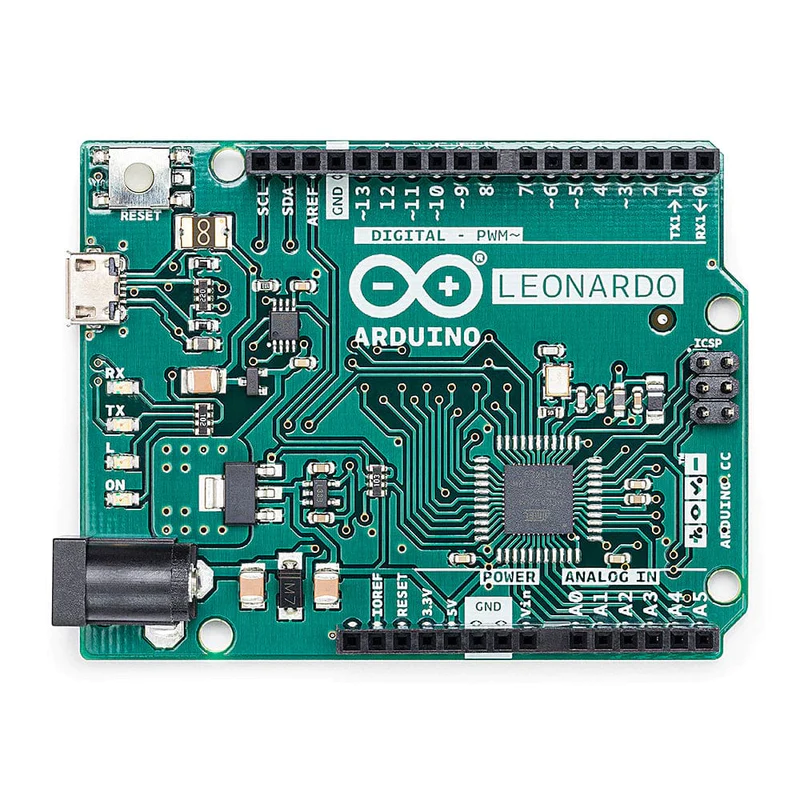 RESET
SCL
SDA
AREF
GND
~13
12
~11
~10
~9
8
7
~6
~5
4
~3
2
TX1→1
RX1←0
DIGITAL - PWM~
®
LEONARDO
ARDUINO
ICSP
RX
TX
L
ON
ARDUINO.CC
M7
POWER
ANALOG IN
IOREF
RESET
3.3V
5V
GND
Vin
A0
A1
A2
A3
A4
A5